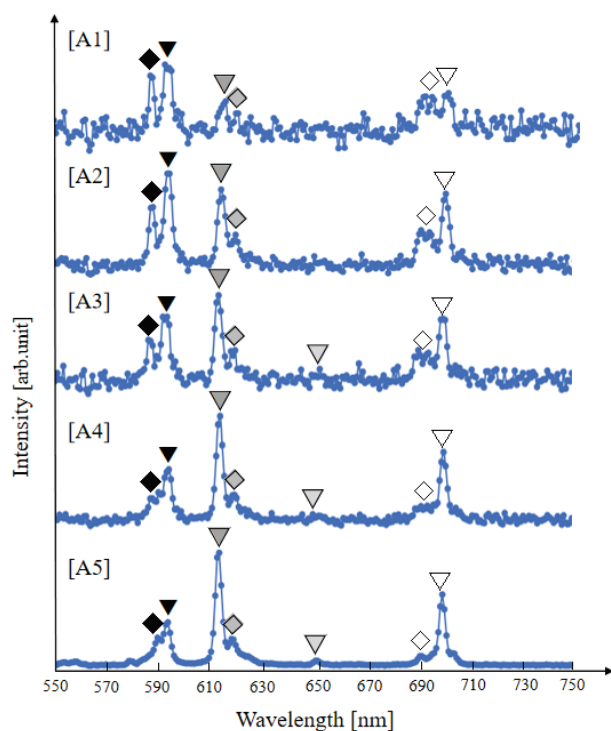 [A1]
[A2]
[A3]
[A4]
[A5]
Intensity [arb.unit]
550 570 590 610 630 650 670 690 710 730 750
Wavelength [nm]